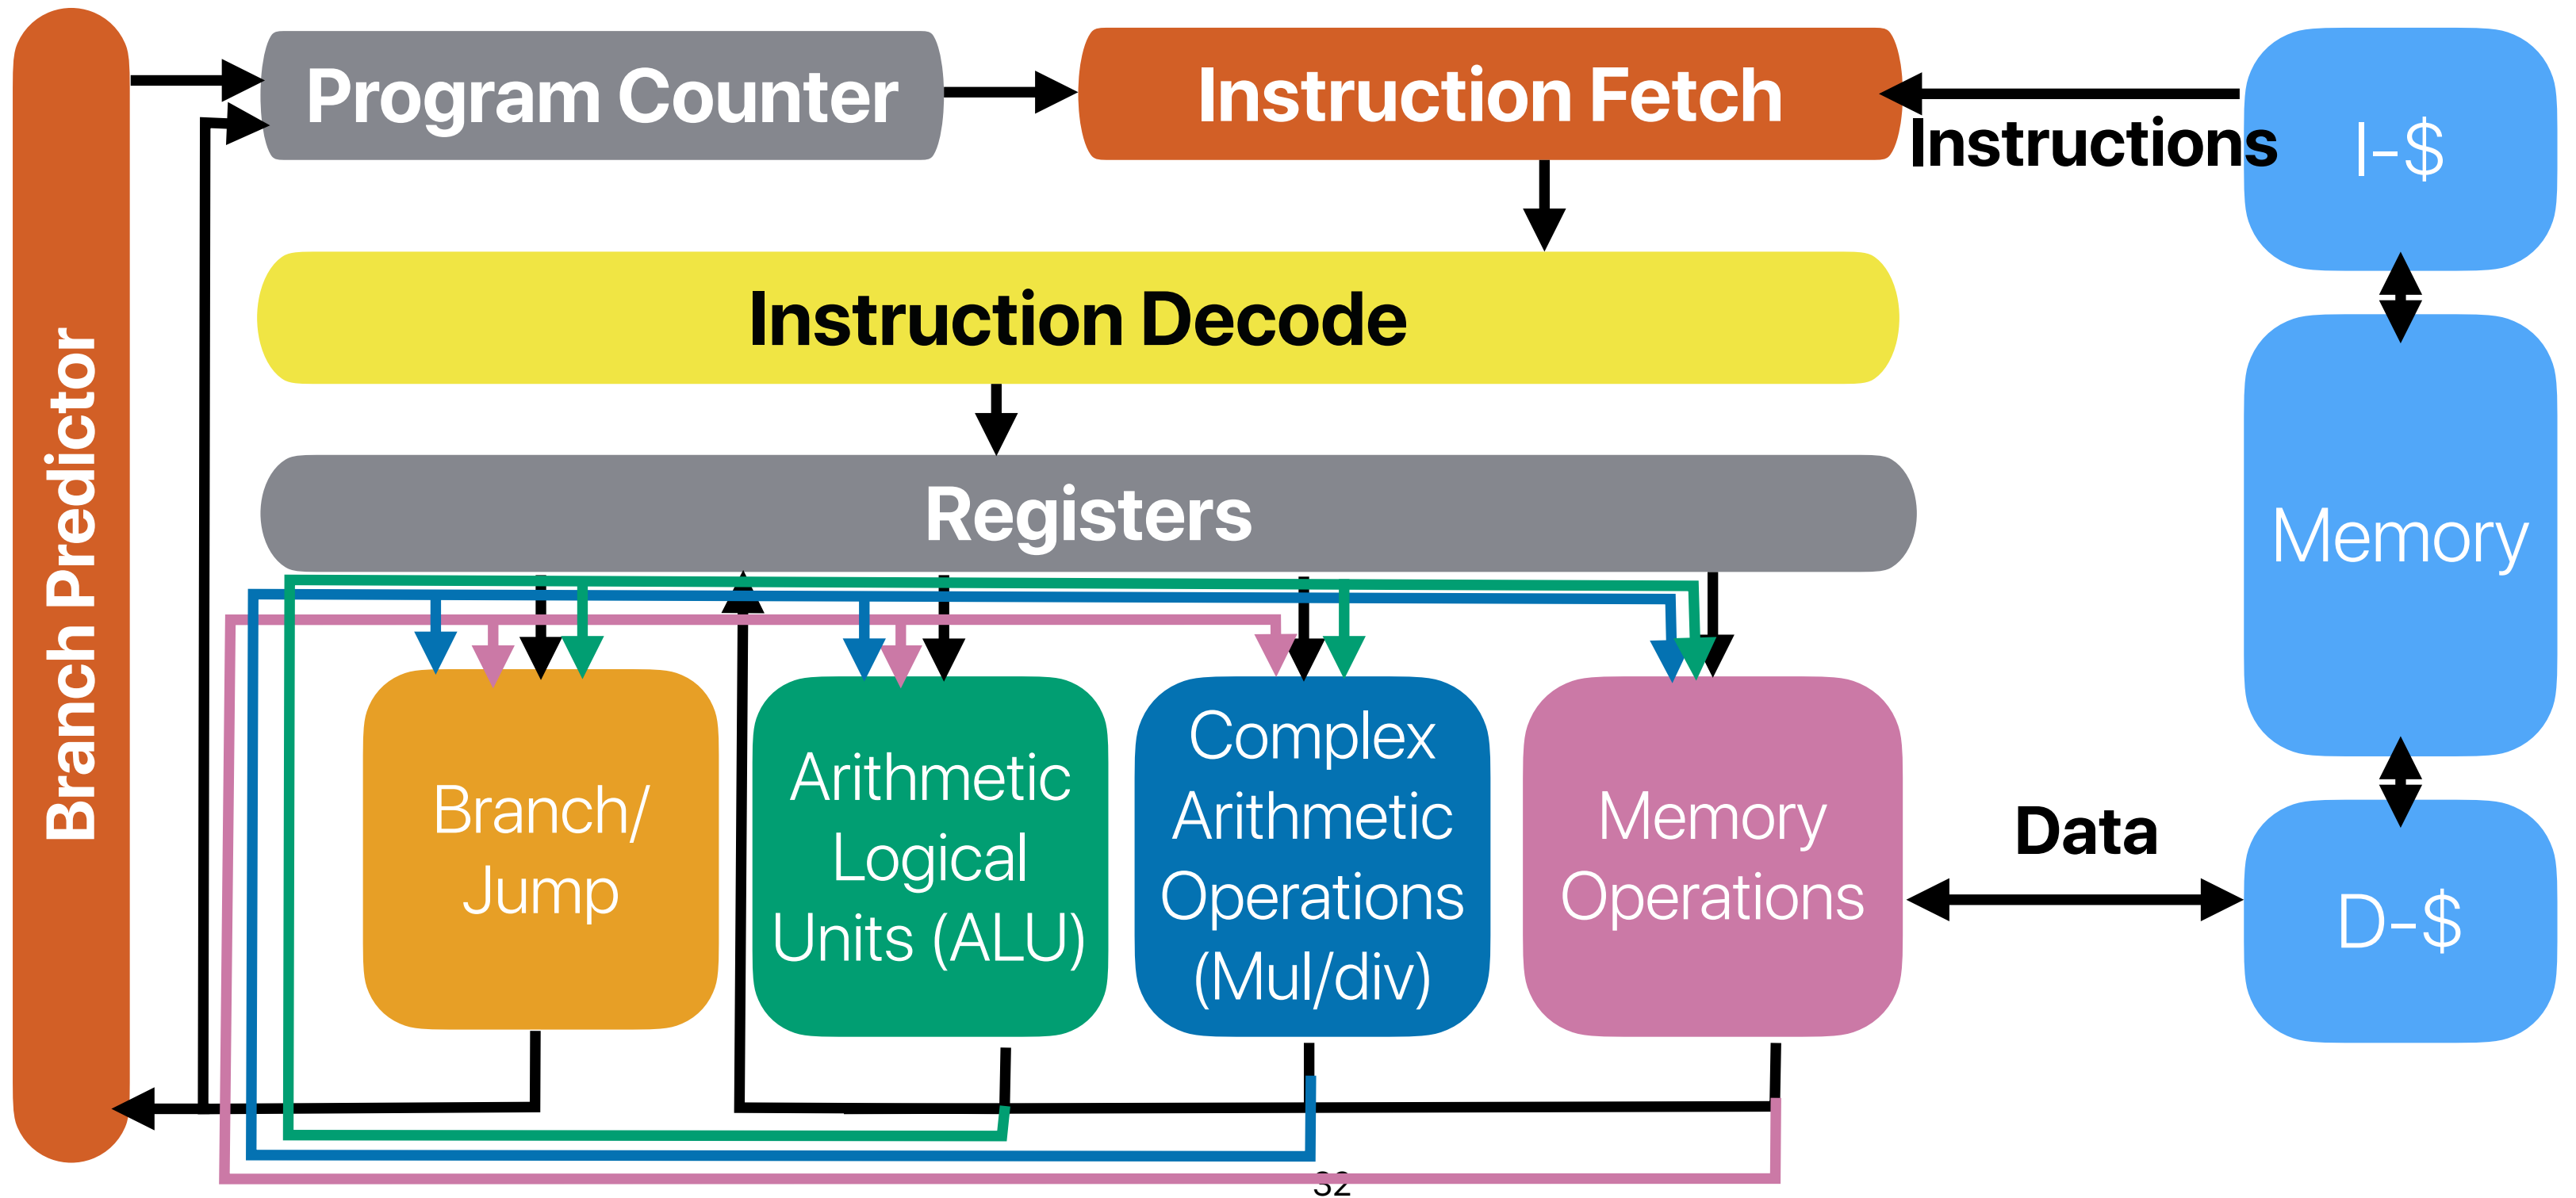 Branch Predictor
Program Counter
Instruction Fetch
Instructions
I-$
Instruction Decode
Registers
Memory
Branch/
Jump
Arithmetic
Logical
Units (ALU)
Complex
Arithmetic
Operations
(Mul/div)
Memory
Operations
Data
D-$
32